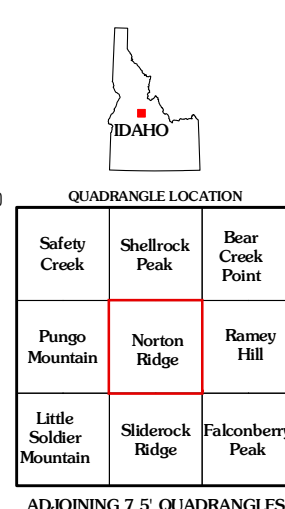 IDAHO
QUADRANGLE LOCATION
Safety
Creek
Shellrock
Peak
Bear
Creek
Point
Pungo
Mountain
Norton
Ridge
Ramey
Hill
Little
Soldier
Mountain
Sliderock
Ridge
Falconberry
Peak
ADJOINING 7.5' QUADRANGLES